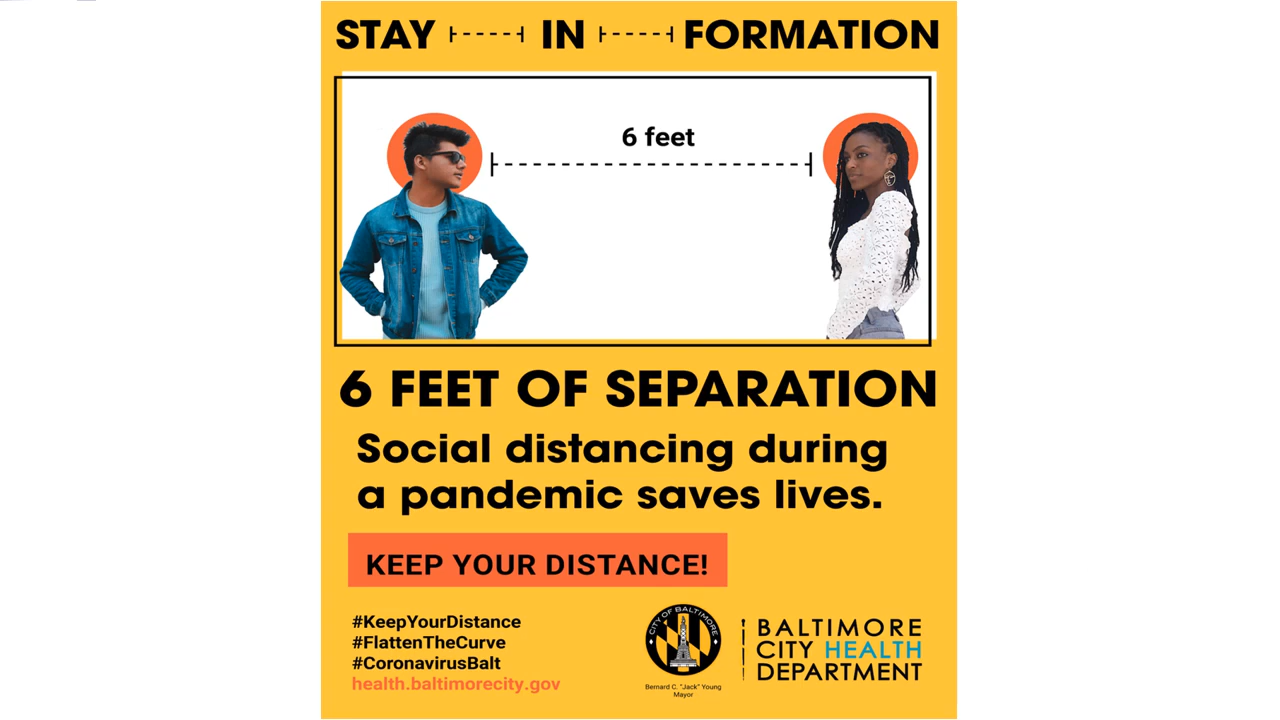 STAY IN FORMATION
6 feet
6 FEET OF SEPARATION
Social distancing during
a pandemic saves lives.
KEEP YOUR DISTANCE!
#KeepYourDistance
#FlattenTheCurve
#CoronavirusBalt
health.baltimorecity.gov
CITY OF BALTIMORE
Bernard C. "Jack" Young
Mayor
BALTIMORE
CITY HEALTH
DEPARTMENT